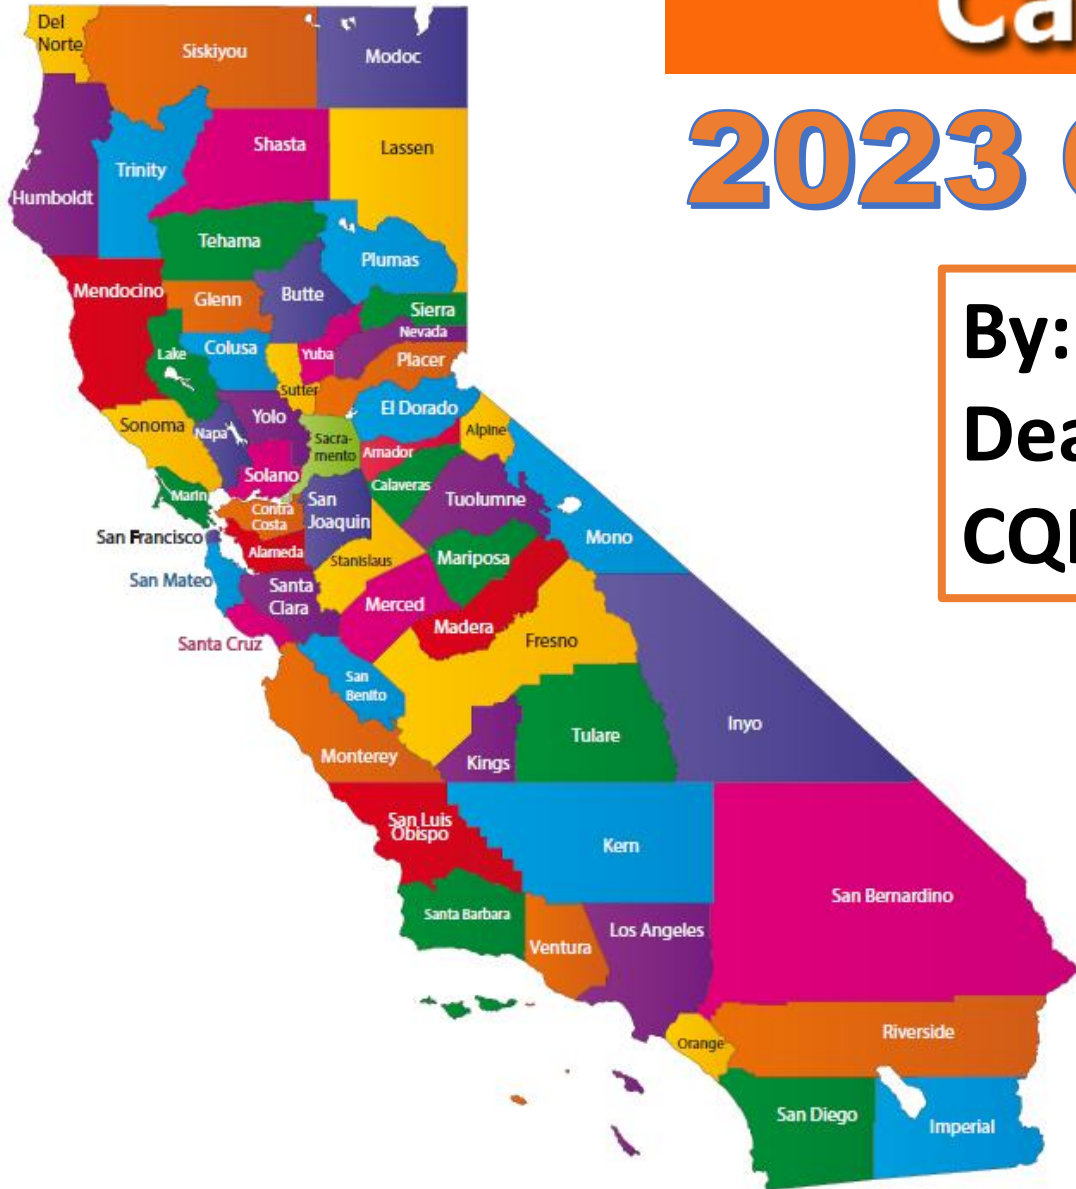 Ca
2023
By:
Dea
CQI
Del
Norte
Siskiyou
Modoc
Shasta
Lassen
Trinity
Humboldt
Tehama
Plumas
Mendocino
Glenn
Butte
Sierra
Nevada
Lake
Colusa
Yuba
Placer
Sutter
El Dorado
Sonoma
Napa
Yolo
Sacra-
mento
Amador
Alpine
Solano
Calaveras
Marin
Contra
Costa
San
Joaquin
Tuolumne
San Francisco
Alameda
Stanislaus
Mariposa
Mono
San Mateo
Santa
Clara
Merced
Madera
Santa Cruz
Fresno
San
Benito
Inyo
Tulare
Monterey
Kings
San Luis
Obispo
Kern
San Bernardino
Santa Barbara
Ventura
Los Angeles
Orange
Riverside
San Diego
Imperial